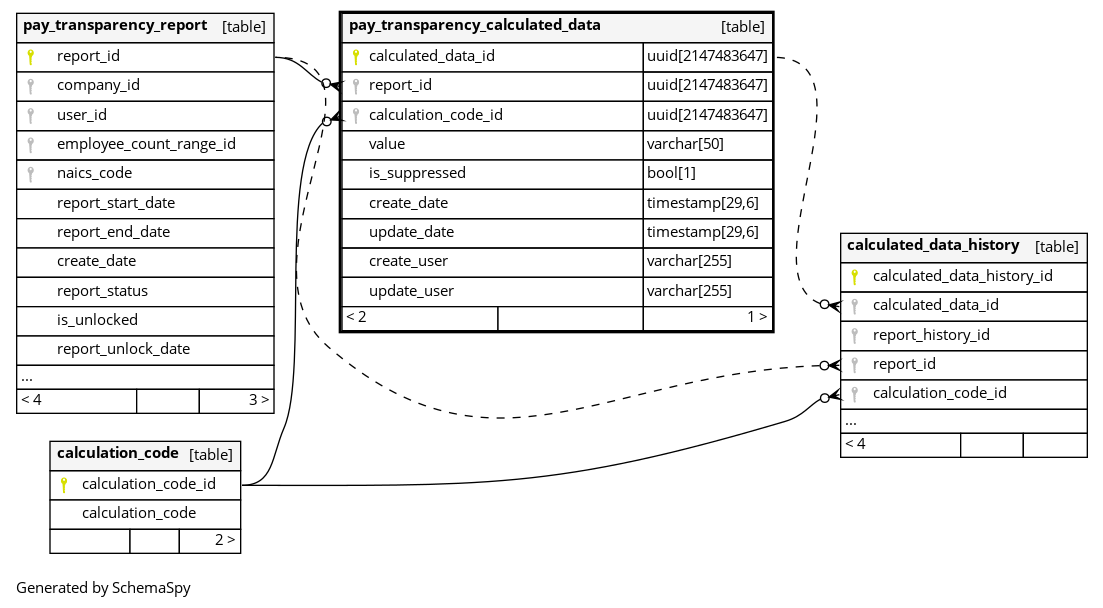 pay_transparency_report [table]
report_id
company_id
user_id
employee_count_range_id
naics_code
report_start_date
report_end_date
create_date
report_status
is_unlocked
report_unlock_date
...
< 4 3 >
pay_transparency_calculated_data [table]
calculated_data_id uuid[2147483647]
report_id uuid[2147483647]
calculation_code_id uuid[2147483647]
value varchar[50]
is_suppressed bool[1]
create_date timestamp[29,6]
update_date timestamp[29,6]
create_user varchar[255]
update_user varchar[255]
< 2 1 >
calculated_data_history [table]
calculated_data_history_id
calculated_data_id
report_history_id
report_id
calculation_code_id
...
< 4
calculation_code [table]
calculation_code_id
calculation_code
2 >
Generated by SchemaSpy